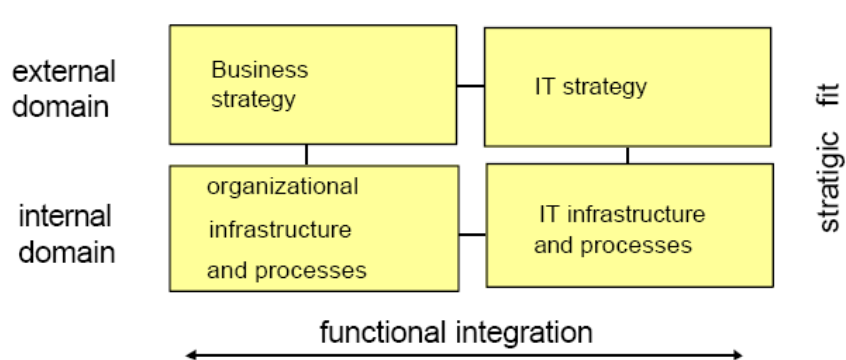 external
domain
Business
strategy
IT strategy
stratigic fit
internal
domain
organizational
infrastructure
and processes
IT infrastructure
and processes
functional integration